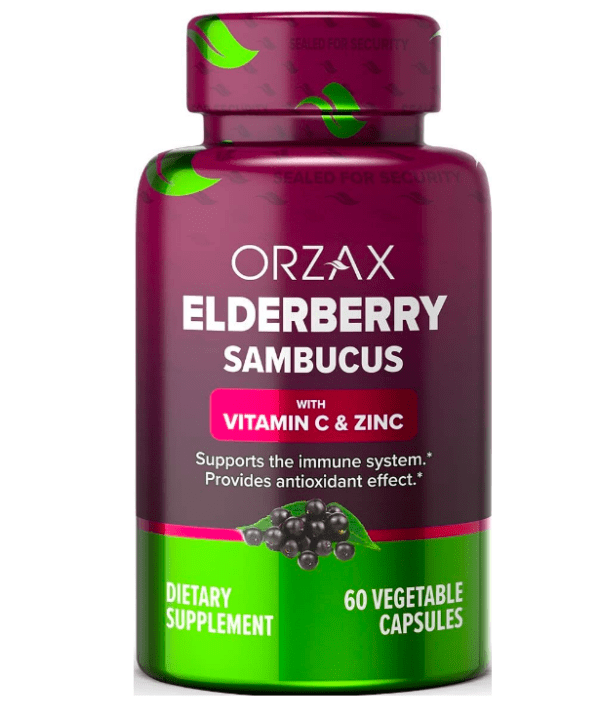 SEALED FOR SECURITY
SEALED FOR SECURITY
ORZAX
ELDERBERRY
SAMBUCUS
WITH
VITAMIN C & ZINC
Supports the immune system.*
Provides antioxidant effect.*
DIETARY
SUPPLEMENT
60 VEGETABLE
CAPSULES